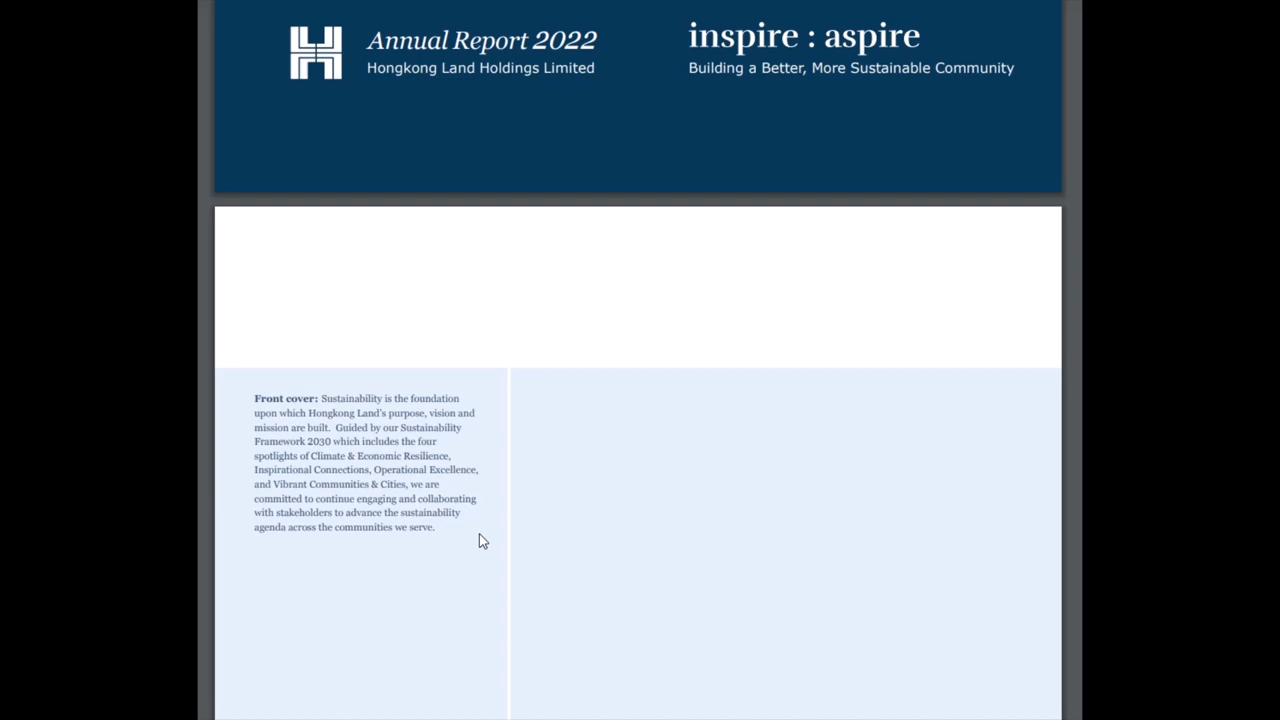 Annual Report 2022
Hongkong Land Holdings Limited
inspire : aspire
Building a Better, More Sustainable Community
Front cover: Sustainability is the foundation
upon which Hongkong Land's purpose, vision and
mission are built.  Guided by our Sustainability
Framework 2030 which includes the four
spotlights of Climate & Economic Resilience,
Inspirational Connections, Operational Excellence,
and Vibrant Communities & Cities, we are
committed to continue engaging and collaborating
with stakeholders to advance the sustainability
agenda across the communities we serve.